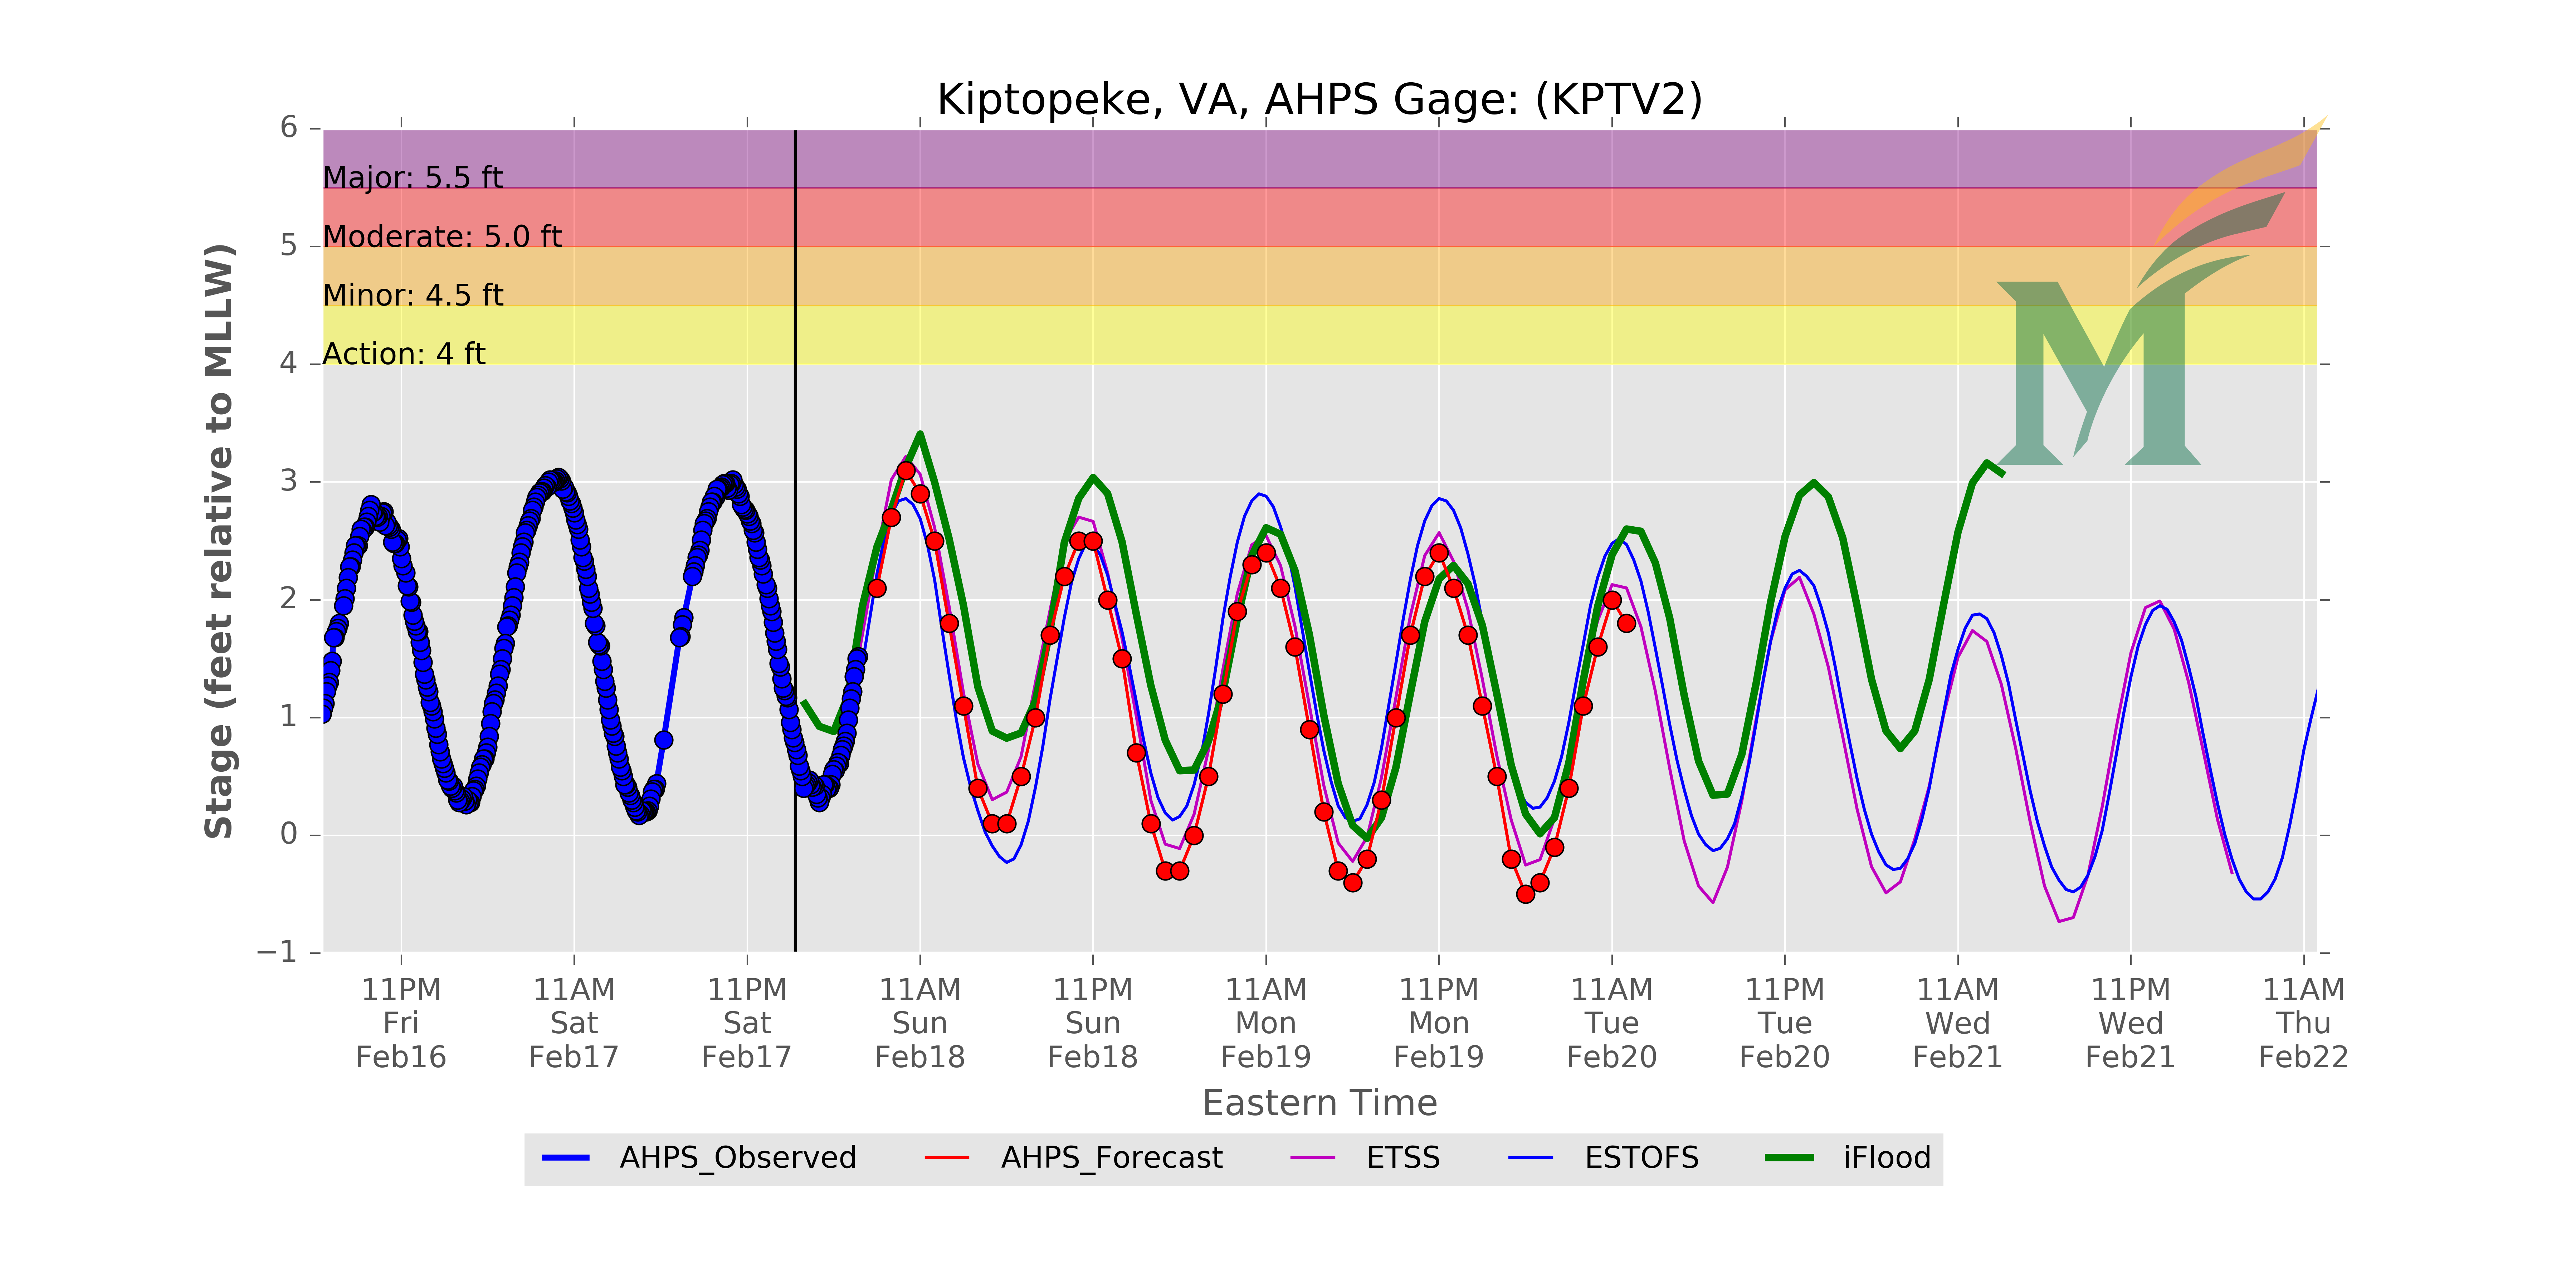 Kiptopeke, VA, AHPS Gage: (KPTV2)
6
5
4
3
2
1
0
−1
Stage (feet relative to MLLW)
Major: 5.5 ft
Moderate: 5.0 ft
Minor: 4.5 ft
Action: 4 ft
M
11PM Fri Feb16
11AM Sat Feb17
11PM Sat Feb17
11AM Sun Feb18
11PM Sun Feb18
11AM Mon Feb19
11PM Mon Feb19
11AM Tue Feb20
11PM Tue Feb20
11AM Wed Feb21
11PM Wed Feb21
11AM Thu Feb22
Eastern Time
AHPS_Observed AHPS_Forecast ETSS ESTOFS iFlood